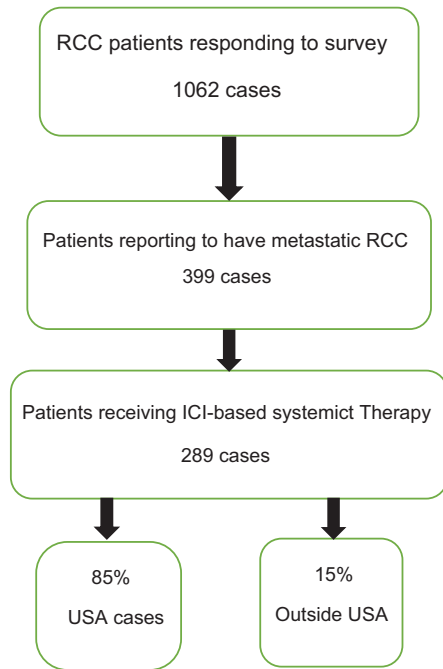 RCC patients responding to survey
1062 cases
Patients reporting to have metastatic RCC
399 cases
Patients receiving ICI-based systemict Therapy
289 cases
85%
USA cases
15%
Outside USA